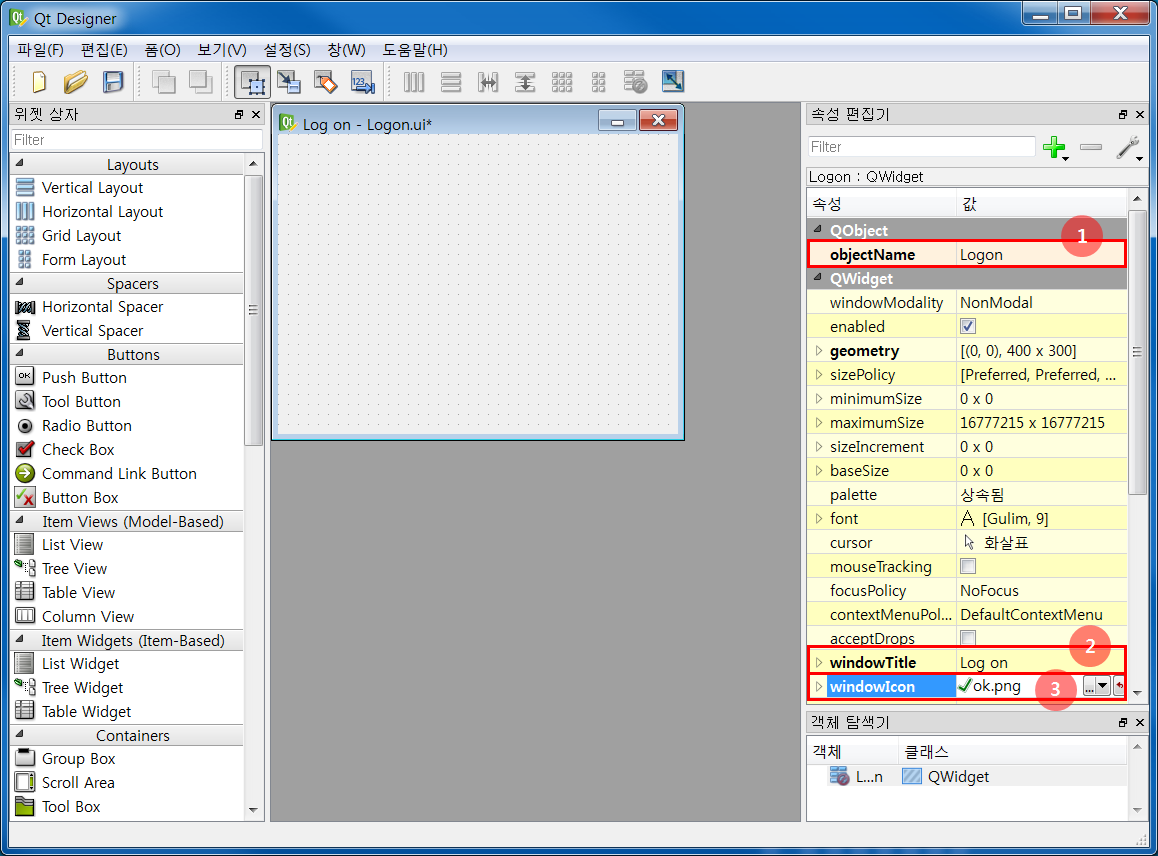 Qt Designer
파일(F) 편집(E) 폼(O) 보기(V) 설정(S) 창(W) 도움말(H)
위젯 상자
Filter
Layouts
Vertical Layout
Horizontal Layout
Grid Layout
Form Layout
Spacers
Horizontal Spacer
Vertical Spacer
Buttons
OK Push Button
Tool Button
Radio Button
Check Box
Command Link Button
Button Box
Item Views (Model-Based)
List View
Tree View
Table View
Column View
Item Widgets (Item-Based)
List Widget
Tree Widget
Table Widget
Containers
Group Box
Scroll Area
Tool Box
123
Qt Log on - Logon.ui*
속성 편집기
Filter
Logon : QWidget
속성 값
QObject 1
objectName Logon
QWidget
windowModality NonModal
enabled
geometry [(0, 0), 400 x 300]
sizePolicy [Preferred, Preferred, ...
minimumSize 0 x 0
maximumSize 16777215 x 16777215
sizeIncrement 0 x 0
baseSize 0 x 0
palette 상속됨
font A [Gulim, 9]
cursor 화살표
mouseTracking
focusPolicy NoFocus
contextMenuPol... DefaultContextMenu
acceptDrops
windowTitle Log on 2
windowIcon ok.png 3 ...
객체 탐색기
객체 클래스
L...n QWidget